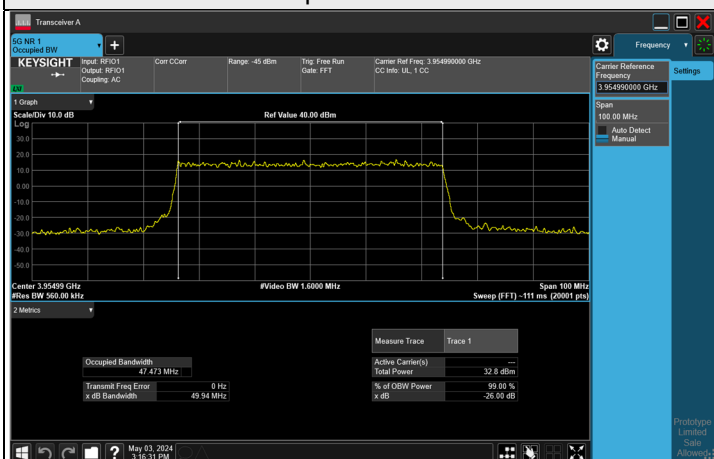 Transceiver A
5G NR 1
Occupied BW
Frequency
KEYSIGHT
Input: RFIO1
Output: RFIO1
Coupling: AC
Corr CCorr
Range: -45 dBm
Trig: Free Run
Gate: FFT
Carrier Ref Freq: 3.954990000 GHz
CC Info: UL, 1 CC
Carrier Reference
Frequency
3.954990000 GHz
Settings
Span
100.00 MHz
Auto Detect
Manual
1 Graph
Scale/Div 10.0 dB
Ref Value 40.00 dBm
Log
30.0
20.0
10.0
0.00
-10.0
-20.0
-30.0
-40.0
-50.0
Center 3.95499 GHz
#Video BW 1.6000 MHz
Span 100 MHz
#Res BW 560.00 kHz
Sweep (FFT) ~111 ms (20001 pts)
2 Metrics
Measure Trace
Trace 1
Occupied Bandwidth
47.473 MHz
Active Carrier(s)
---
Total Power
32.8 dBm
Transmit Freq Error
0 Hz
x dB Bandwidth
49.94 MHz
% of OBW Power
99.00 %
x dB
-26.00 dB
Prototype
Limited
Sale
Allowed
May 03, 2024
3:16:31 PM